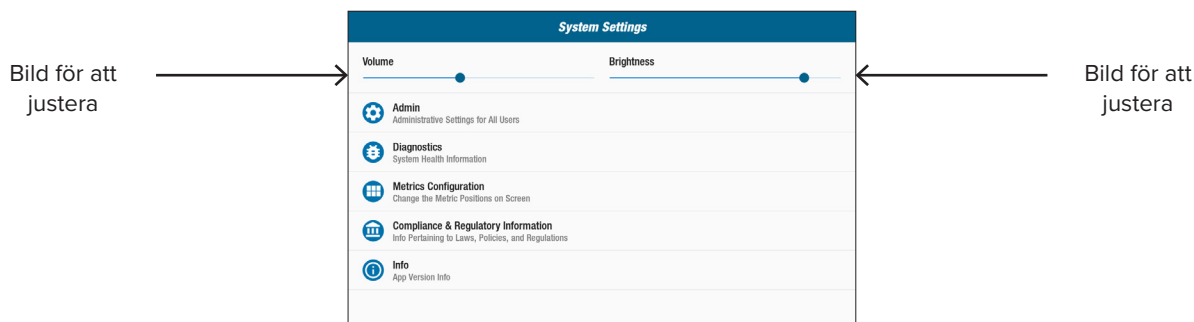 System Settings
Volume
Brightness
Bild för att
justera
Bild för att
justera
Admin
Administrative Settings for All Users
Diagnostics
System Health Information
Metrics Configuration
Change the Metric Positions on Screen
Compliance & Regulatory Information
Info Pertaining to Laws, Policies, and Regulations
Info
App Version Info